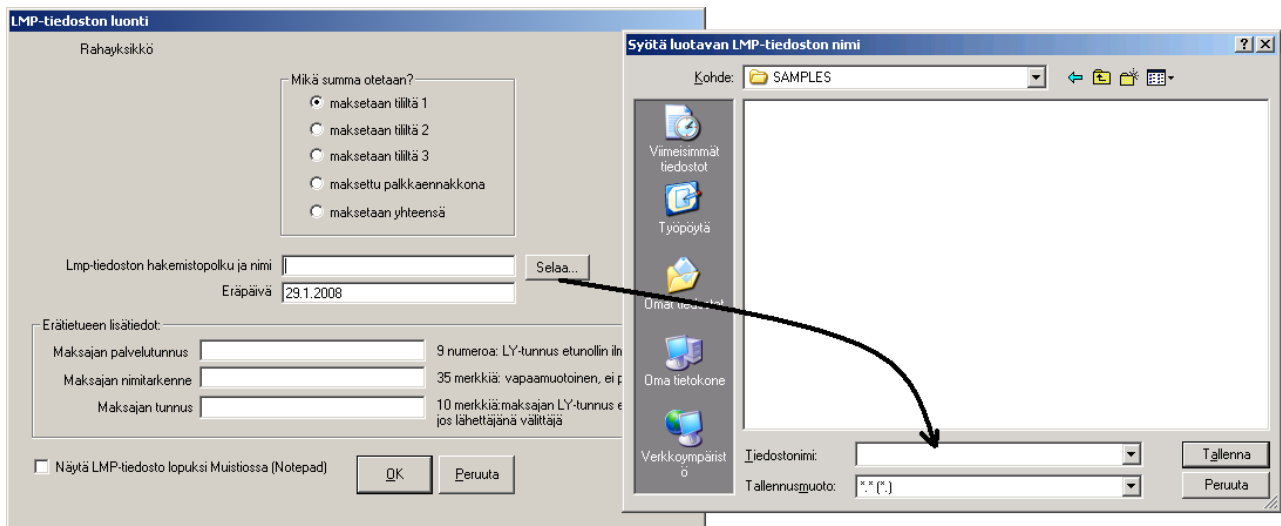 LMP-tiedoston luonti
Rahayksikkö
Mikä summa otetaan?
maksetaan tililtä 1
maksetaan tililtä 2
maksetaan tililtä 3
maksettu palkkaennakkona
maksetaan yhteensä
Lmp-tiedoston hakemistopolku ja nimi
Selaa...
Eräpäivä 29.1.2008
Erätietueen lisätiedot:
Maksajan palvelutunnus 9 numeroa: LY-tunnus etunollin
Maksajan nimitarkenne 35 merkkiä: vapaamuotoinen, ei
Maksajan tunnus 10 merkkiä:maksajan LY-tunnus
jos lähettäjänä välittäjä
Näytä LMP-tiedosto lopuksi Muistiossa (Notepad)
OK
Peruuta
Syötä luotavan LMP-tiedoston nimi
Kohde: SAMPLES
Viimeisimmät
tiedostot
Työpöytä
Omat tiedostot
Oma tietokone
Verkkoympärist
ö
Tiedostonimi:
Tallenna
Tallennusmuoto: *.* (*.)
Peruuta